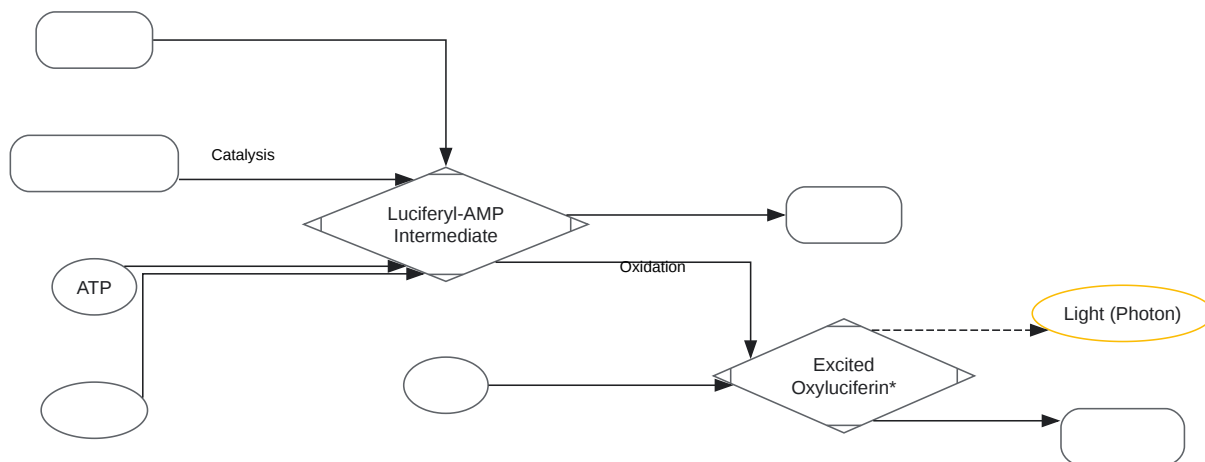 Catalysis
Luciferyl-AMP
Intermediate
ATP
Oxidation
Light (Photon)
Excited
Oxyluciferin*